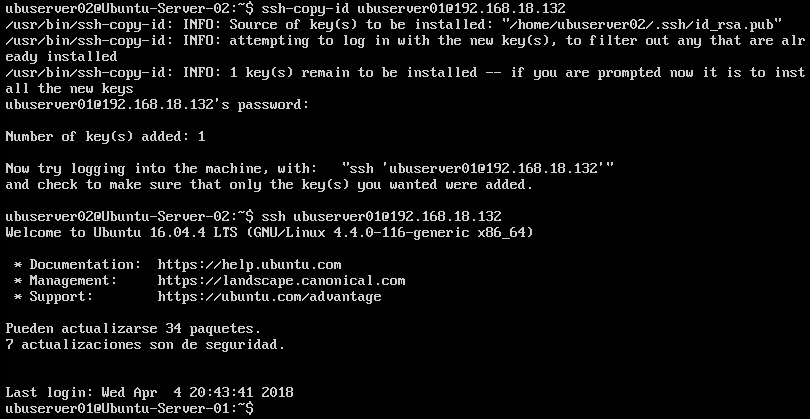 ubuserver02@Ubuntu-Server-02:~$ ssh-copy-id ubuserver01@192.168.18.132
/usr/bin/ssh-copy-id: INFO: Source of key(s) to be installed: "/home/ubuserver02/.ssh/id_rsa.pub"
/usr/bin/ssh-copy-id: INFO: attempting to log in with the new key(s), to filter out any that are alr
eady installed
/usr/bin/ssh-copy-id: INFO: 1 key(s) remain to be installed -- if you are prompted now it is to inst
all the new keys
ubuserver01@192.168.18.132's password:
Number of key(s) added: 1
Now try logging into the machine, with:   "ssh 'ubuserver01@192.168.18.132'"
and check to make sure that only the key(s) you wanted were added.
ubuserver02@Ubuntu-Server-02:~$ ssh ubuserver01@192.168.18.132
Welcome to Ubuntu 16.04.4 LTS (GNU/Linux 4.4.0-116-generic x86_64)
 * Documentation:  https://help.ubuntu.com
 * Management:     https://landscape.canonical.com
 * Support:        https://ubuntu.com/advantage
Pueden actualizarse 34 paquetes.
7 actualizaciones son de seguridad.
Last login: Wed Apr  4 20:43:41 2018
ubuserver01@Ubuntu-Server-01:~$